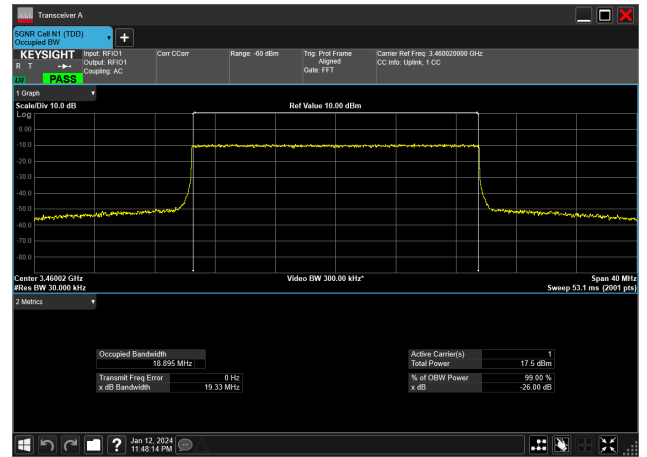 Transceiver A
5GNR Cell N1 (TDD)
Occupied BW
KEYSIGHT
R T
LXI
PASS
Input: RFIO1
Output: RFIO1
Coupling: AC
Corr CCorr
Range: -60 dBm
Trig: Prot Frame
Aligned
Gate: FFT
Carrier Ref Freq: 3.460020000 GHz
CC Info: Uplink, 1 CC
1 Graph
Scale/Div 10.0 dB
Ref Value 10.00 dBm
Log
0.00
-10.0
-20.0
-30.0
-40.0
-50.0
-60.0
-70.0
-80.0
Center 3.46002 GHz
Video BW 300.00 kHz*
Span 40 MHz
#Res BW 30.000 kHz
Sweep 53.1 ms (2001 pts)
2 Metrics
Occupied Bandwidth
18.895 MHz
Active Carrier(s) 1
Total Power 17.5 dBm
Transmit Freq Error 0 Hz
x dB Bandwidth 19.33 MHz
% of OBW Power 99.00 %
x dB -26.00 dB
Jan 12, 2024
11:48:14 PM